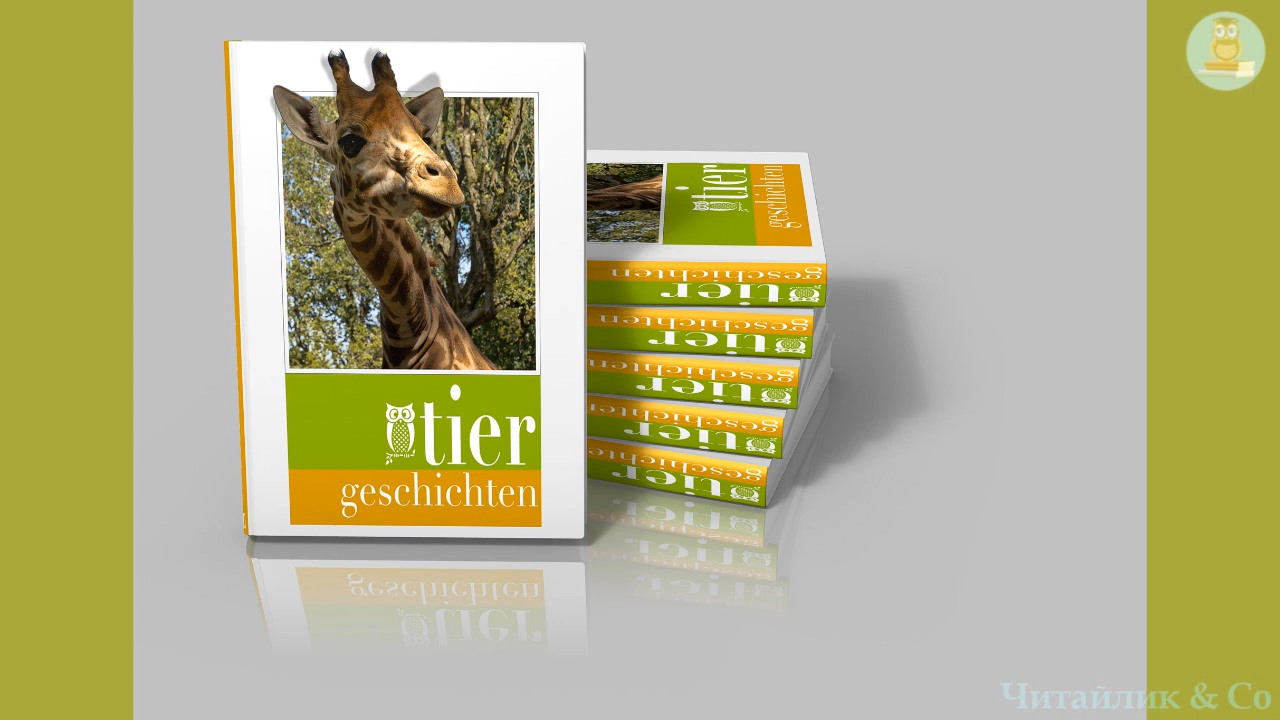 tier
geschichten
tier
geschichten
geschichten
tier
geschichten
tier
geschichten
tier
geschichten
tier
geschichten
tier
Читайлик & Co